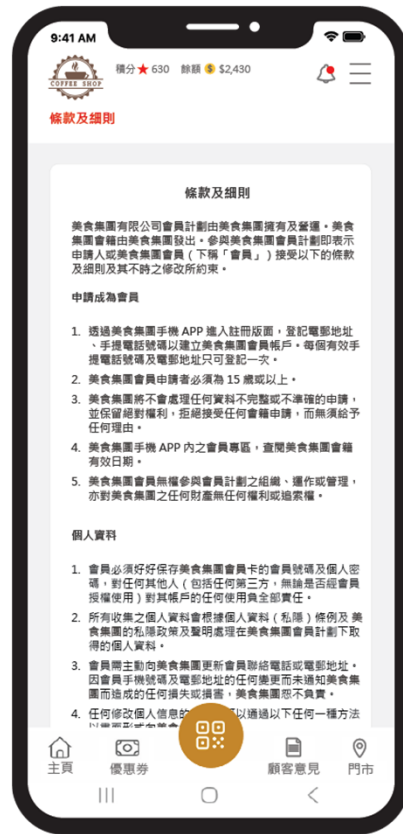 9:41 AM
COFFEE SHOP
積分 ★ 630 餘額 $ $2,430
條款及細則
條款及細則
美食集團有限公司會員計劃由美食集團擁有及營運。美食
集團會籍由美食集團發出。參與美食集團會員計劃即表示
申請人或美食集團會員(下稱「會員」)接受以下的條款
及細則及其不時之修改所約束。
申請成為會員
1. 透過美食集團手機 APP 進入註冊版面,登記電郵地址
、手提電話號碼以建立美食集團會員帳戶。每個有效手
提電話號碼及電郵地址只可登記一次。
2. 美食集團會員申請者必須為 15 歲或以上。
3. 美食集團將不會處理任何資料不完整或不準確的申請,
並保留絕對權利,拒絕接受任何會籍申請,而無須給予
任何理由。
4. 美食集團手機 APP 內之會員專區,查閱美食集團會籍
有效日期。
5. 美食集團會員無權參與會員計劃之組織、運作或管理,
亦對美食集團之任何財產無任何權利或追索權。
個人資料
1. 會員必須好好保存美食集團會員卡的會員號碼及個人密
碼,對任何其他人(包括任何第三方,無論是否經會員
授權使用)對其帳戶的任何使用負全部責任。
2. 所有收集之個人資料會根據個人資料(私隱)條例及 美
食集團的私隱政策及聲明處理在美食集團會員計劃下取
得的個人資料。
3. 會員需主動向美食集團更新會員聯絡電話或電郵地址。
因會員手機號碼及電郵地址的任何變更而未通知美食集
團而造成的任何損失或損害,美食集團恕不負責。
4. 任何修改個人信息的 以通過以下任何一種方法
主頁 優惠券 顧客意見 門市